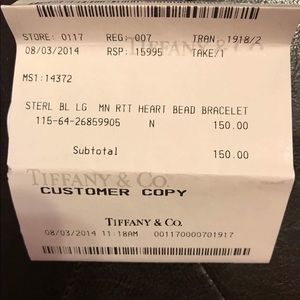 STORE: 0117 REG: 007 TRAN: 1918/2
08/03/2014 RSP: 15995 TAKE/T
MS1:14372
STERL BL LG MN RTT HEART BEAD BRACELET
115-64-26859905 N 150.00
Subtotal 150.00
TIFFANY & CO.
CUSTOMER COPY
TIFFANY & CO.
08/03/2014 11:18AM 001170000701917